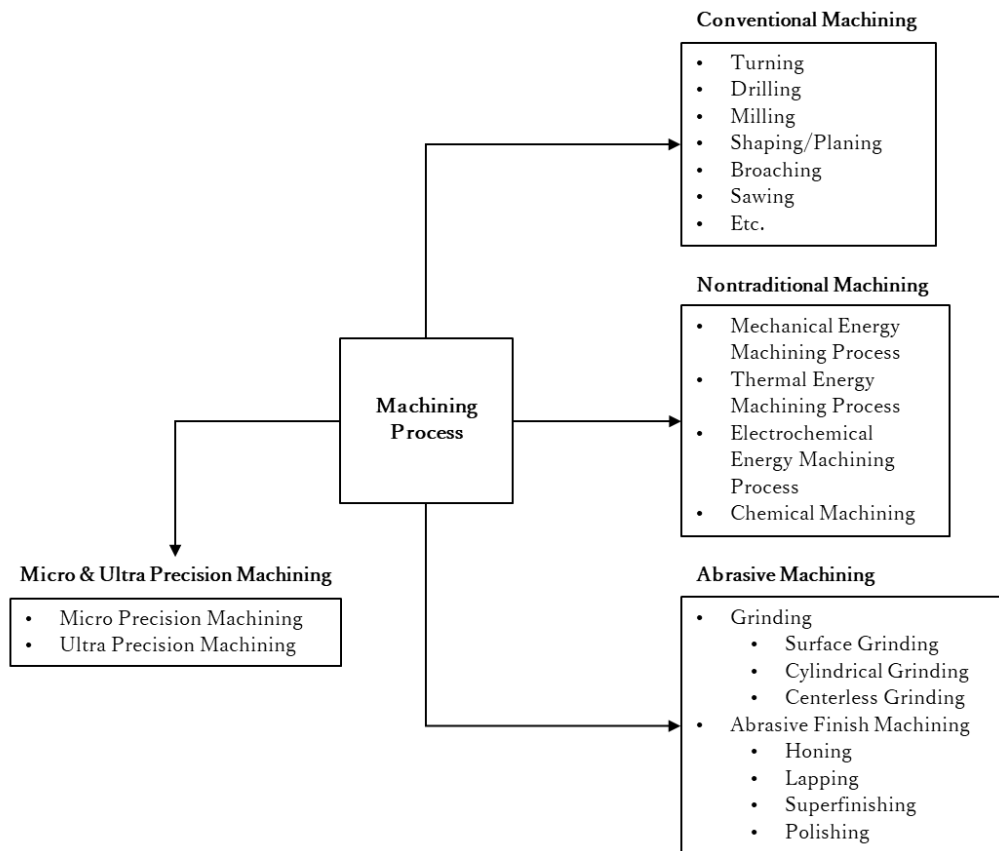 Conventional Machining
• Turning
• Drilling
• Milling
• Shaping/Planing
• Broaching
• Sawing
• Etc.
Nontraditional Machining
• Mechanical Energy
Machining Process
• Thermal Energy
Machining Process
• Electrochemical
Energy Machining
Process
• Chemical Machining
Machining
Process
Micro & Ultra Precision Machining
• Micro Precision Machining
• Ultra Precision Machining
Abrasive Machining
• Grinding
• Surface Grinding
• Cylindrical Grinding
• Centerless Grinding
• Abrasive Finish Machining
• Honing
• Lapping
• Superfinishing
• Polishing